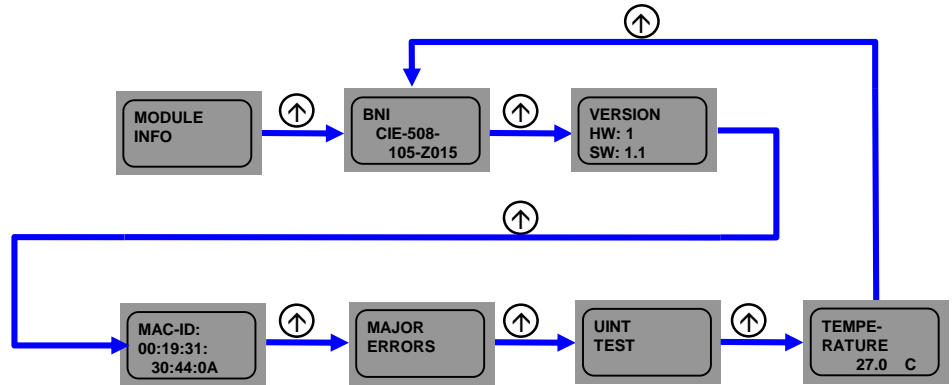 MODULE
INFO
BNI
CIE-508-
105-Z015
VERSION
HW: 1
SW: 1.1
MAC-ID:
00:19:31:
30:44:0A
MAJOR
ERRORS
UINT
TEST
TEMPE-
RATURE
27.0 C